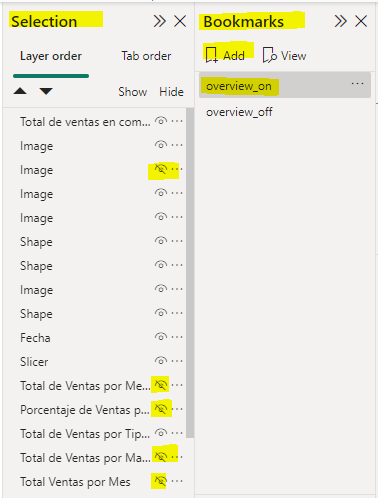 Selection
Layer order
Tab order
Show Hide
Total de ventas en com...
Image
Image
Image
Image
Shape
Shape
Image
Shape
Fecha
Slicer
Total de Ventas por Me...
Porcentaje de Ventas p...
Total de Ventas por Tip...
Total de Ventas por Ma...
Total Ventas por Mes
Bookmarks
Add View
overview_on
overview_off